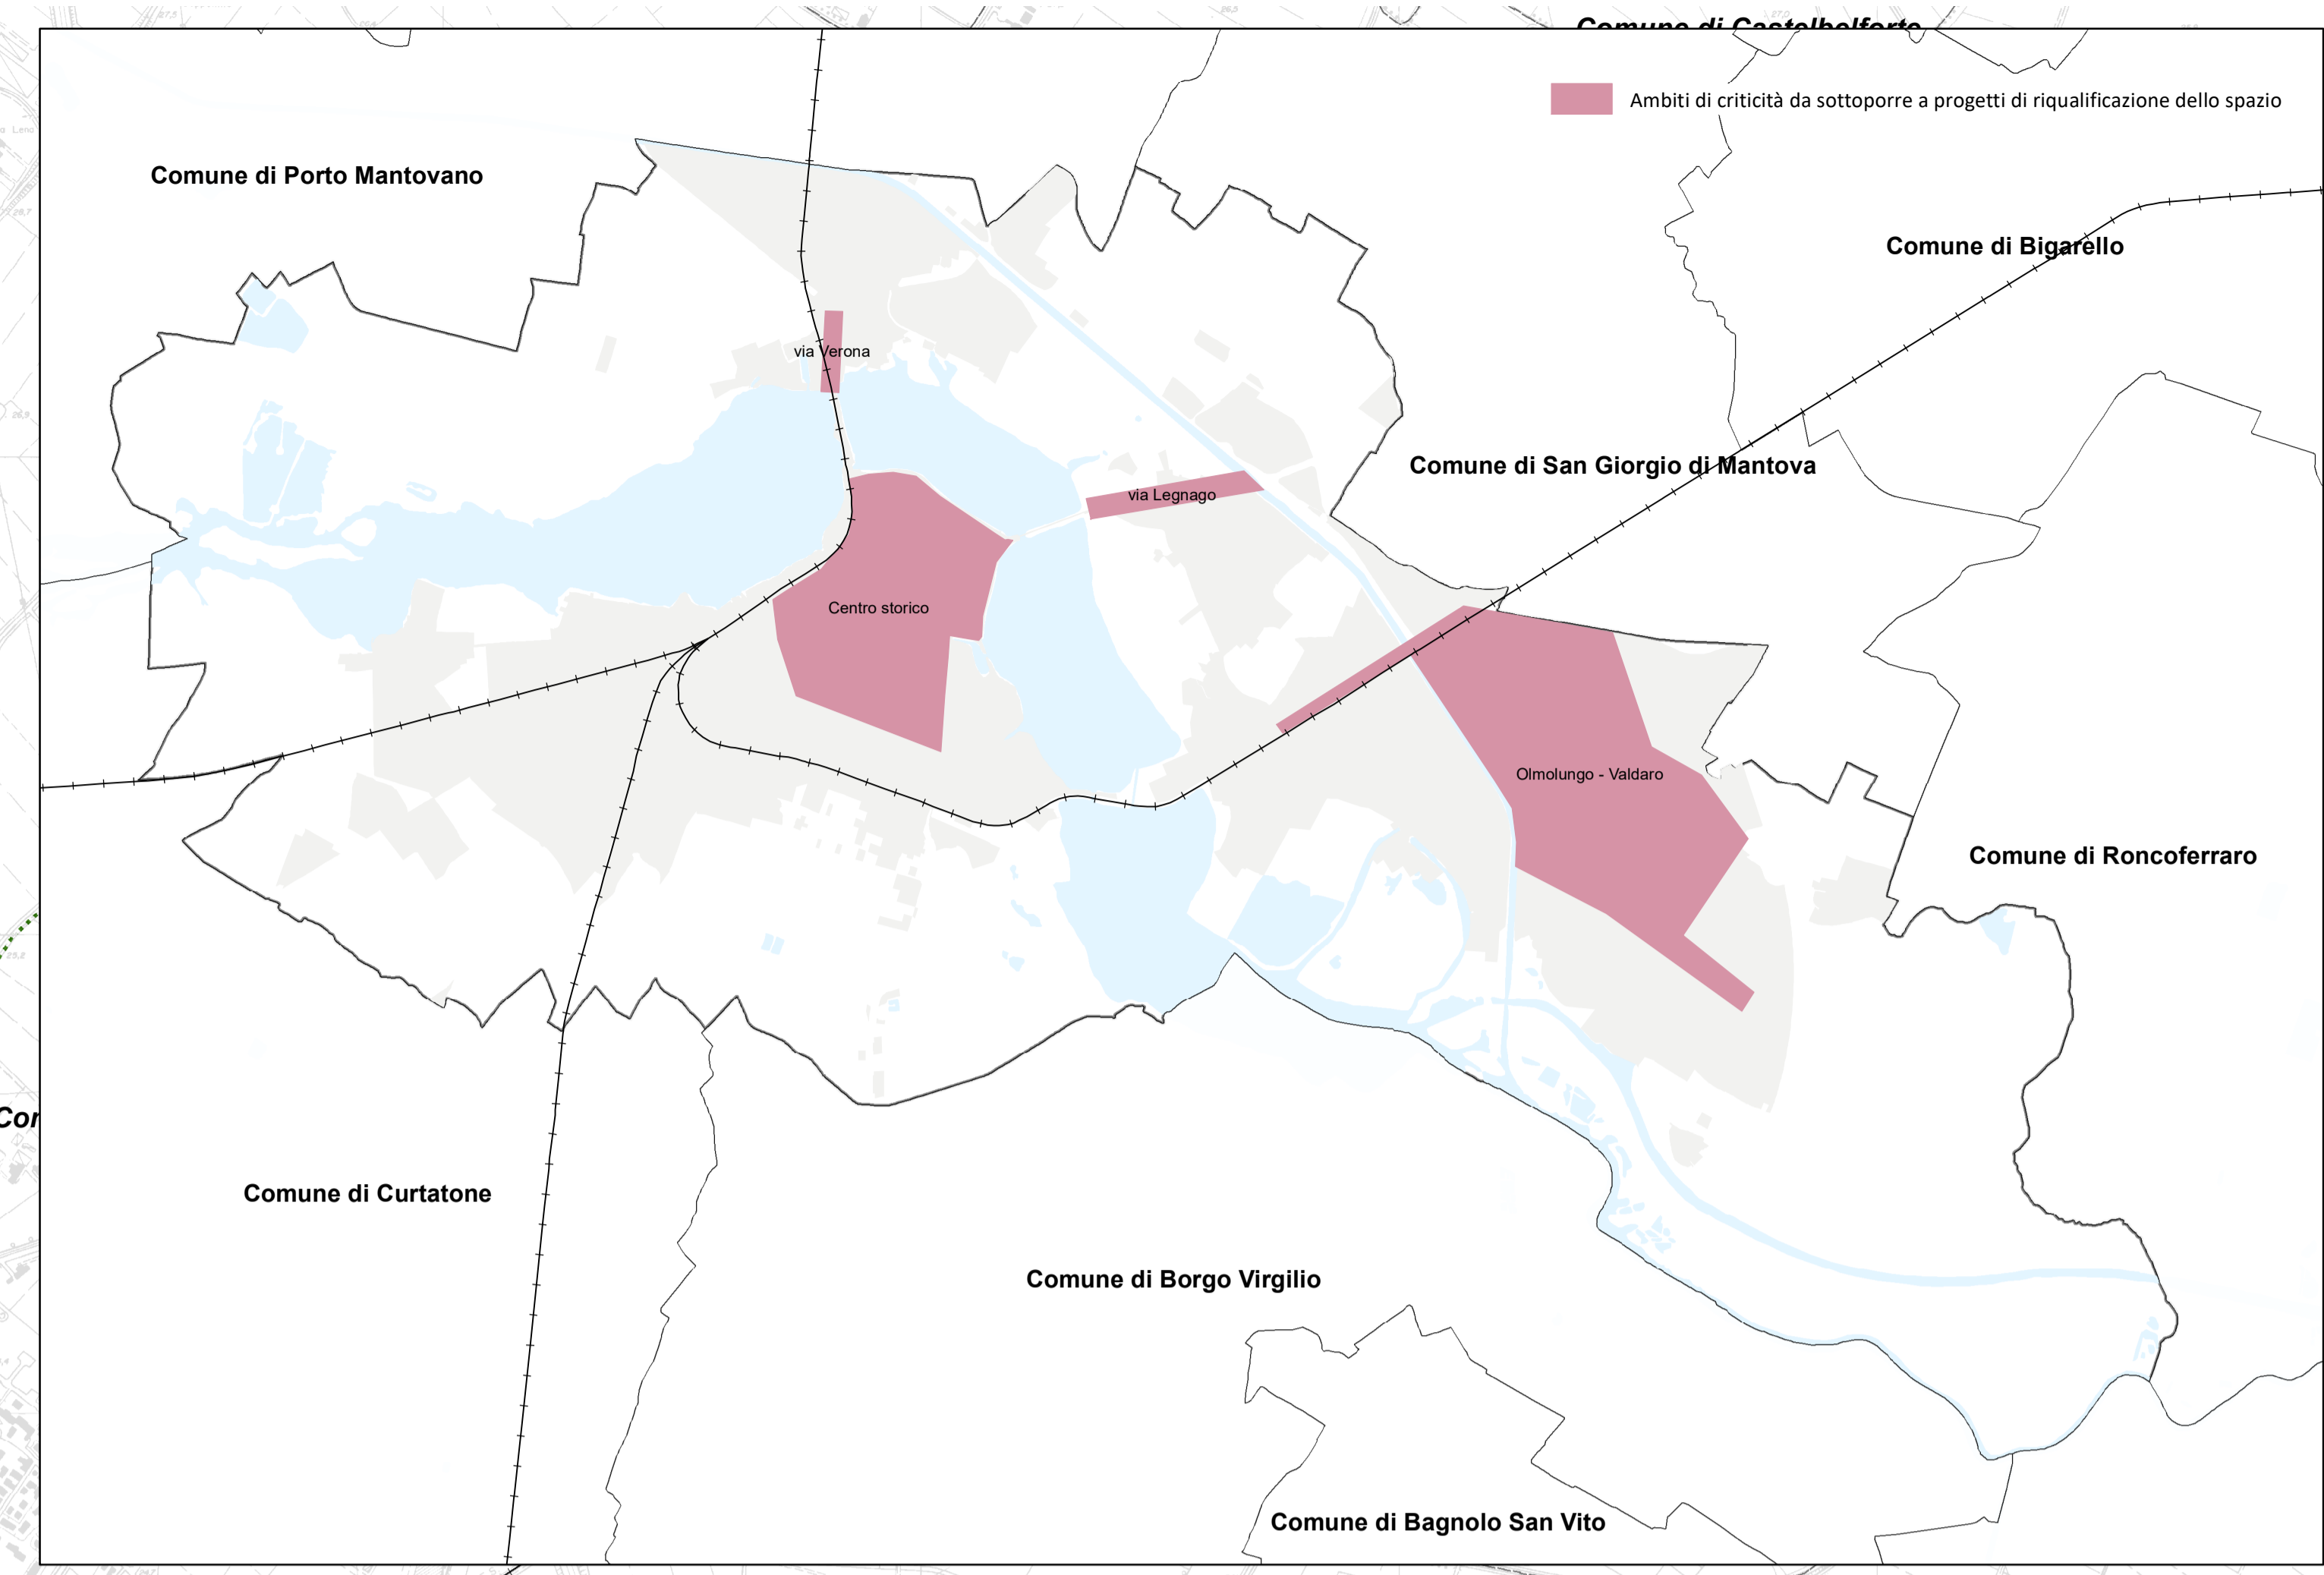 Comune di Castelbelforte
Ambiti di criticità da sottoporre a progetti di riqualificazione dello spazio
Comune di Porto Mantovano
Comune di Bigarello
via Verona
Comune di San Giorgio di Mantova
via Legnago
Centro storico
Olmolungo - Valdaro
Comune di Roncoferraro
Comune di Curtatone
Comune di Borgo Virgilio
Comune di Bagnolo San Vito